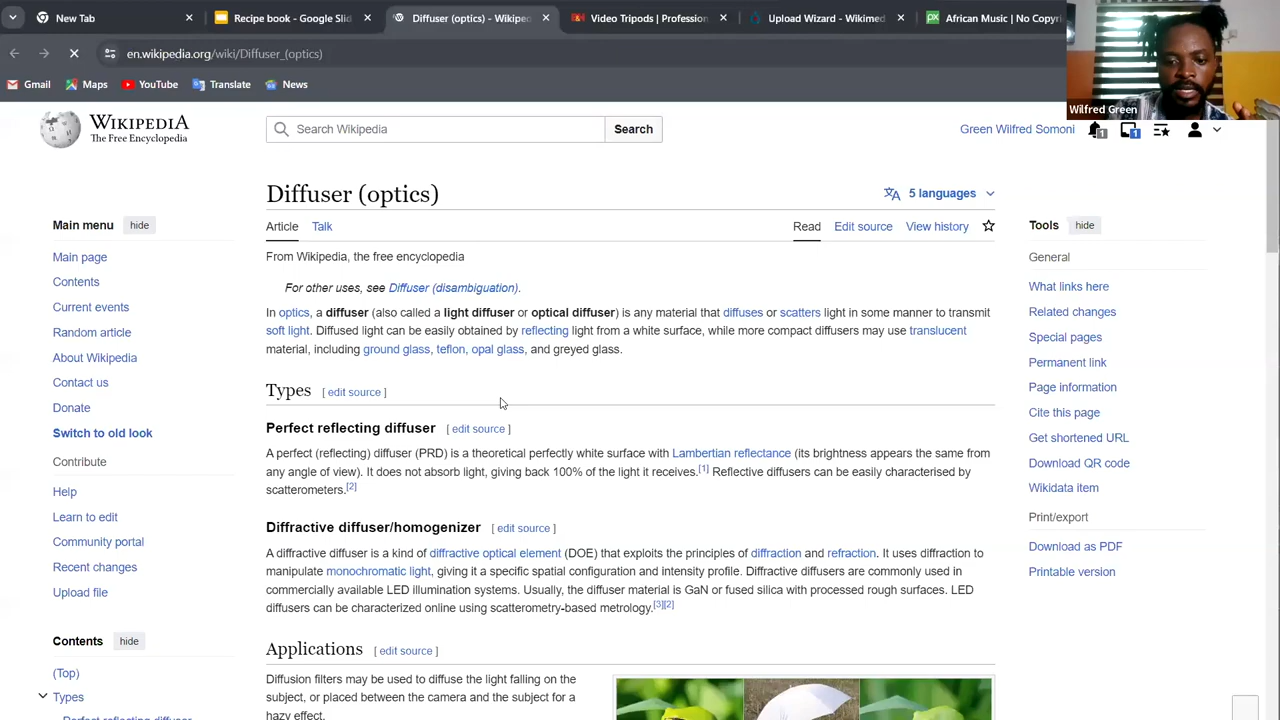 Recipes - Google Slid
Video Trends | Pro
Upload Wizar
African Music | No Copyri
en.wikipedia.org/wiki/Diffuser_(optics)
Gmail Maps YouTube Translate News
Wilfred Green
WIKIPEDIA
The Free Encyclopedia
Search Wikipedia
Search
Green Wilfred Somoni
1
1
Diffuser (optics)
5 languages
Main menu hide
Article Talk
Read Edit source View history
Tools hide
Main page
Contents
Current events
Random article
About Wikipedia
Contact us
Donate
Switch to old look
Contribute
Help
Learn to edit
Community portal
Recent changes
Upload file
Contents hide
(Top)
Types
Perfect reflecting diffuser
From Wikipedia, the free encyclopedia
For other uses, see Diffuser (disambiguation).
In optics, a diffuser (also called a light diffuser or optical diffuser) is any material that diffuses or scatters light in some manner to transmit
soft light. Diffused light can be easily obtained by reflecting light from a white surface, while more compact diffusers may use translucent
material, including ground glass, teflon, opal glass, and greyed glass.
Types [ edit source ]
Perfect reflecting diffuser [ edit source ]
A perfect (reflecting) diffuser (PRD) is a theoretical perfectly white surface with Lambertian reflectance (its brightness appears the same from
any angle of view). It does not absorb light, giving back 100% of the light it receives.[1] Reflective diffusers can be easily characterised by
scatterometers.[2]
Diffractive diffuser/homogenizer [ edit source ]
A diffractive diffuser is a kind of diffractive optical element (DOE) that exploits the principles of diffraction and refraction. It uses diffraction to
manipulate monochromatic light, giving it a specific spatial configuration and intensity profile. Diffractive diffusers are commonly used in
commercially available LED illumination systems. Usually, the diffuser material is GaN or fused silica with processed rough surfaces. LED
diffusers can be characterized online using scatterometry-based metrology.[3][2]
Applications [ edit source ]
Diffusion filters may be used to diffuse the light falling on the
subject, or placed between the camera and the subject for a
hazy effect.
General
What links here
Related changes
Special pages
Permanent link
Page information
Cite this page
Get shortened URL
Download QR code
Wikidata item
Print/export
Download as PDF
Printable version